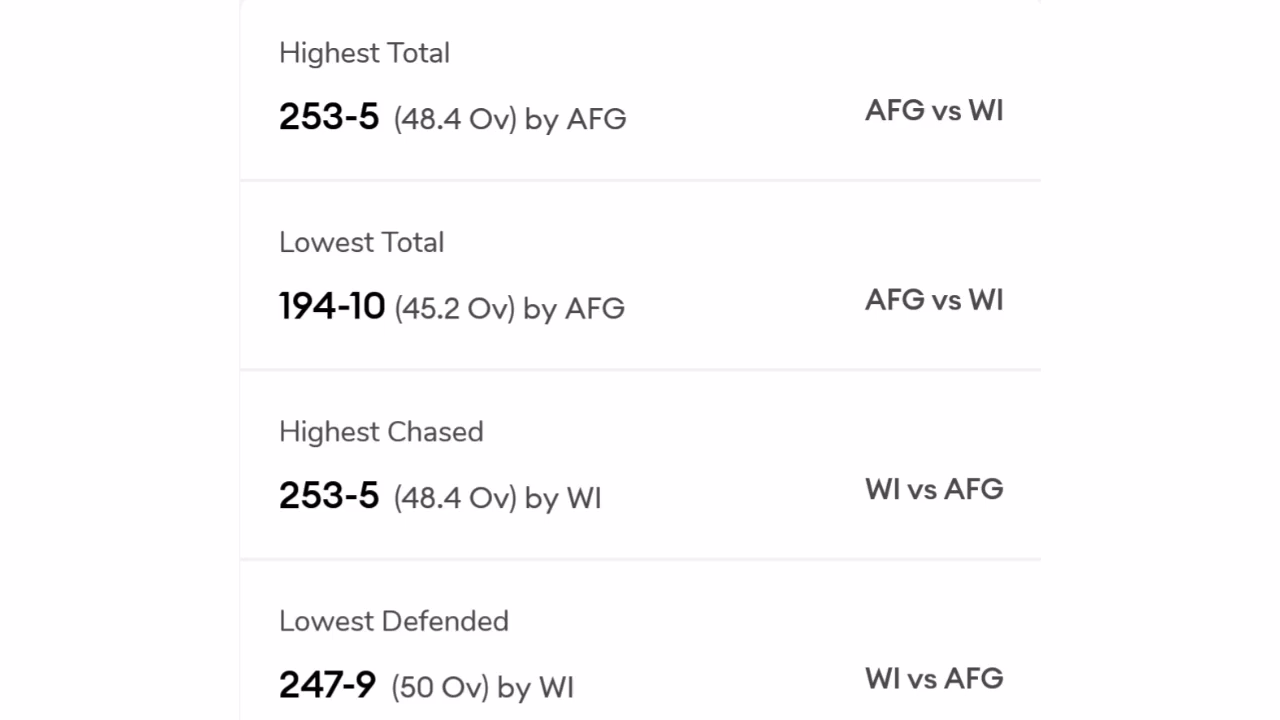 Highest Total
253-5 (48.4 Ov) by AFG AFG vs WI
Lowest Total
194-10 (45.2 Ov) by AFG AFG vs WI
Highest Chased
253-5 (48.4 Ov) by WI WI vs AFG
Lowest Defended
247-9 (50 Ov) by WI WI vs AFG